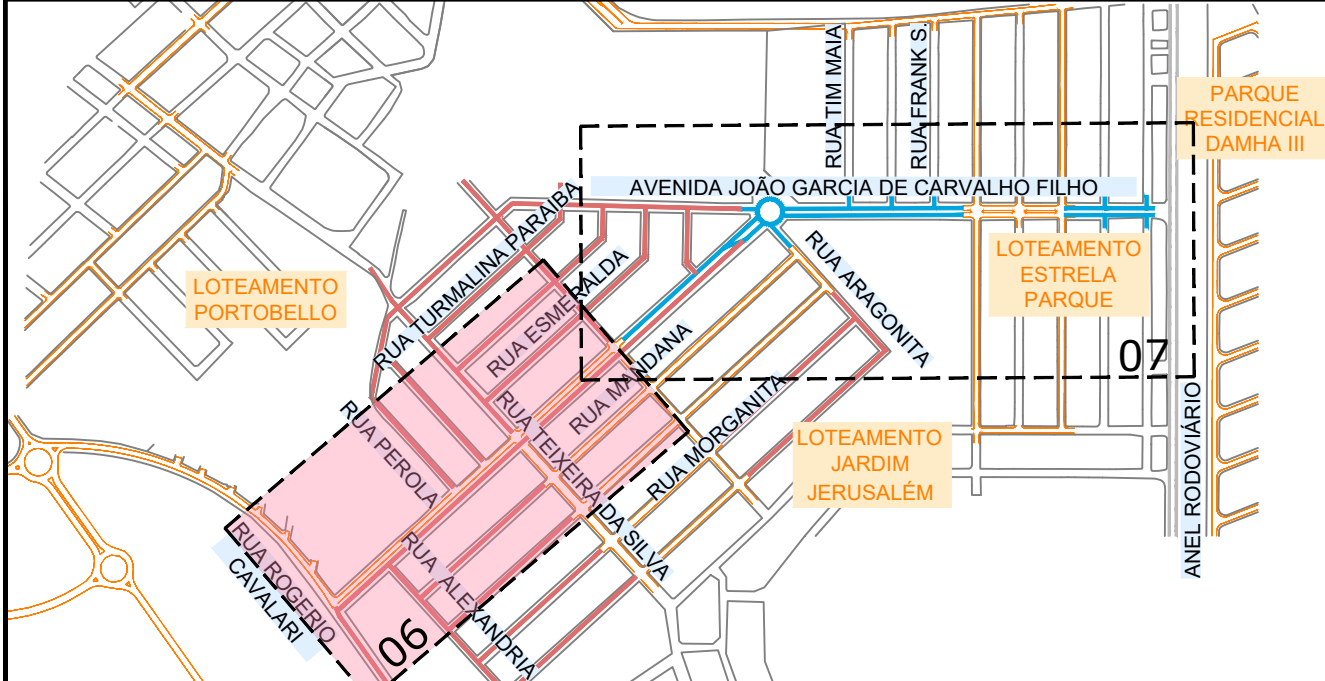 RUA TIM MAIA
RUA FRANK S.
PARQUE
RESIDENCIAL
DAMHA III
AVENIDA JOÃO GARCIA DE CARVALHO FILHO
RUA TURMALINA PARAIBA
RUA ESMERALDA
RUA ARAGONITA
LOTEAMENTO
ESTRELA
PARQUE
LOTEAMENTO
PORTOBELLO
RUA MANDANA
07
RUA PEROLA
RUA TEIXEIRA DA SILVA
RUA MORGANITA
LOTEAMENTO
JARDIM
JERUSALÉM
ANEL RODOVIÁRIO
RUA ROGERIO
CAVALARI
RUA ALEXANDRIA
06